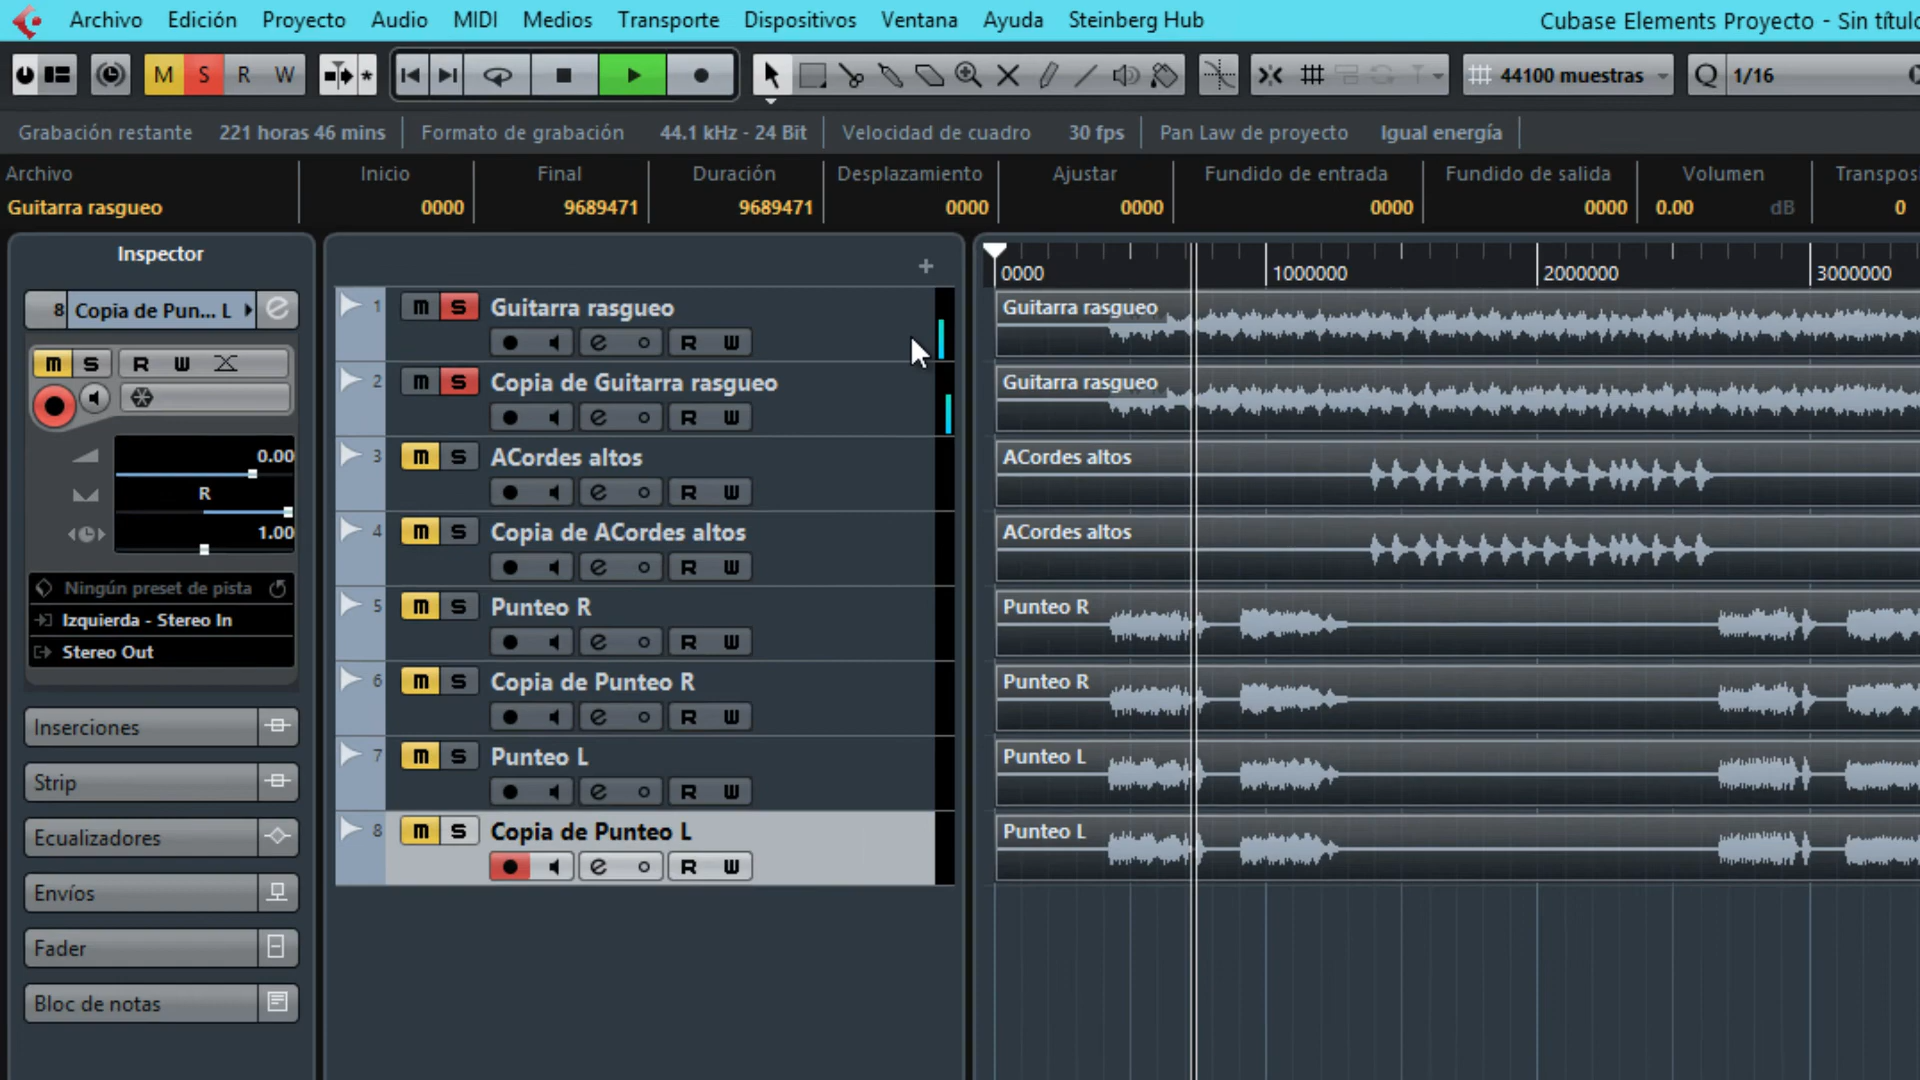 Archivo Edición Proyecto Audio MIDI Medios Transporte Dispositivos Ventana Ayuda Steinberg Hub Cubase Elements Proyecto - Sin título
M S R W 44100 muestras Q 1/16
Grabación restante 221 horas 46 mins Formato de grabación 44.1 kHz - 24 Bit Velocidad de cuadro 30 fps Pan Law de proyecto Igual energía
Archivo Inicio Final Duración Desplazamiento Ajustar Fundido de entrada Fundido de salida Volumen Transpos
Guitarra rasgueo 0000 9689471 9689471 0000 0000 0000 0000 0.00 dB 0
Inspector
0000 1000000 2000000 3000000
8 Copia de Pun... L
M S R W
0.00
R
1.00
Ningún preset de pista
Izquierda - Stereo In
Stereo Out
Inserciones
Strip
Ecualizadores
Envíos
Fader
Bloc de notas
1 m S Guitarra rasgueo
e R W
2 m S Copia de Guitarra rasgueo
e R W
3 m S ACordes altos
e R W
4 m S Copia de ACordes altos
e R W
5 m S Punteo R
e R W
6 m S Copia de Punteo R
e R W
7 m S Punteo L
e R W
8 m S Copia de Punteo L
e R W
Guitarra rasgueo
Guitarra rasgueo
ACordes altos
ACordes altos
Punteo R
Punteo R
Punteo L
Punteo L